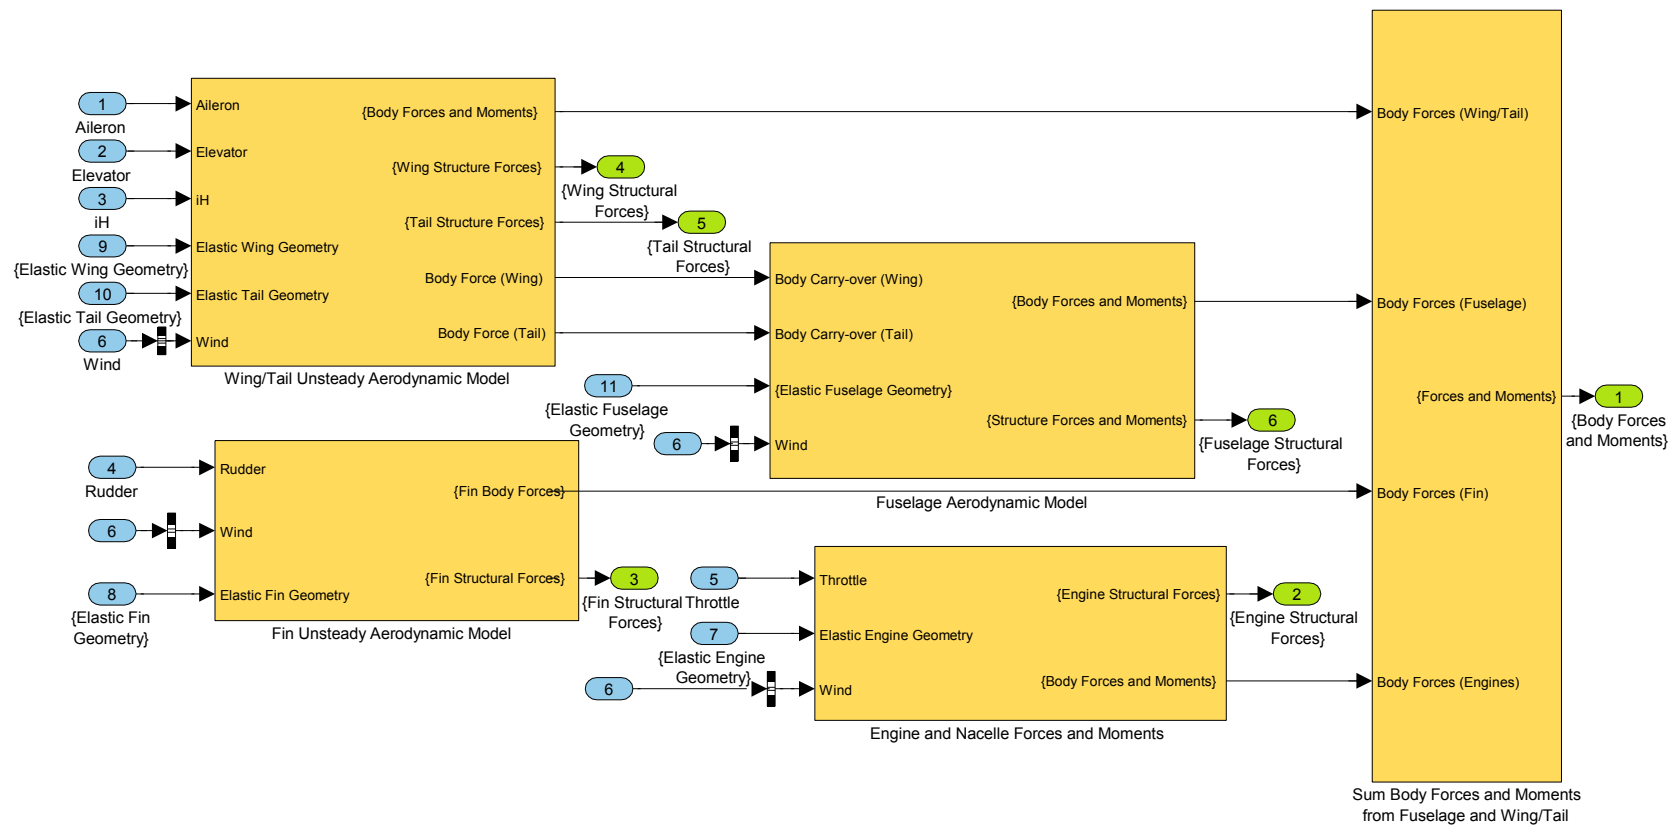 1
Aileron
2
Elevator
3
iH
9
{Elastic Wing Geometry}
10
{Elastic Tail Geometry}
6
Wind
Aileron
Elevator
iH
Elastic Wing Geometry
Elastic Tail Geometry
Wind
{Body Forces and Moments}
{Wing Structure Forces}
{Tail Structure Forces}
Body Force (Wing)
Body Force (Tail)
Wing/Tail Unsteady Aerodynamic Model
4
{Wing Structural
Forces}
5
{Tail Structural
Forces}
11
{Elastic Fuselage
Geometry}
6
Body Carry-over (Wing)
Body Carry-over (Tail)
{Elastic Fuselage Geometry}
Wind
{Body Forces and Moments}
{Structure Forces and Moments}
Fuselage Aerodynamic Model
6
{Fuselage Structural
Forces}
4
Rudder
6
8
{Elastic Fin
Geometry}
Rudder
Wind
Elastic Fin Geometry
{Fin Body Forces}
{Fin Structural Forces}
Fin Unsteady Aerodynamic Model
3
{Fin Structural
Forces}
5
Throttle
7
{Elastic Engine
Geometry}
6
Throttle
Elastic Engine Geometry
Wind
{Engine Structural Forces}
{Body Forces and Moments}
Engine and Nacelle Forces and Moments
2
{Engine Structural
Forces}
Body Forces (Wing/Tail)
Body Forces (Fuselage)
Body Forces (Fin)
Body Forces (Engines)
{Forces and Moments}
Sum Body Forces and Moments
from Fuselage and Wing/Tail
1
{Body Forces
and Moments}